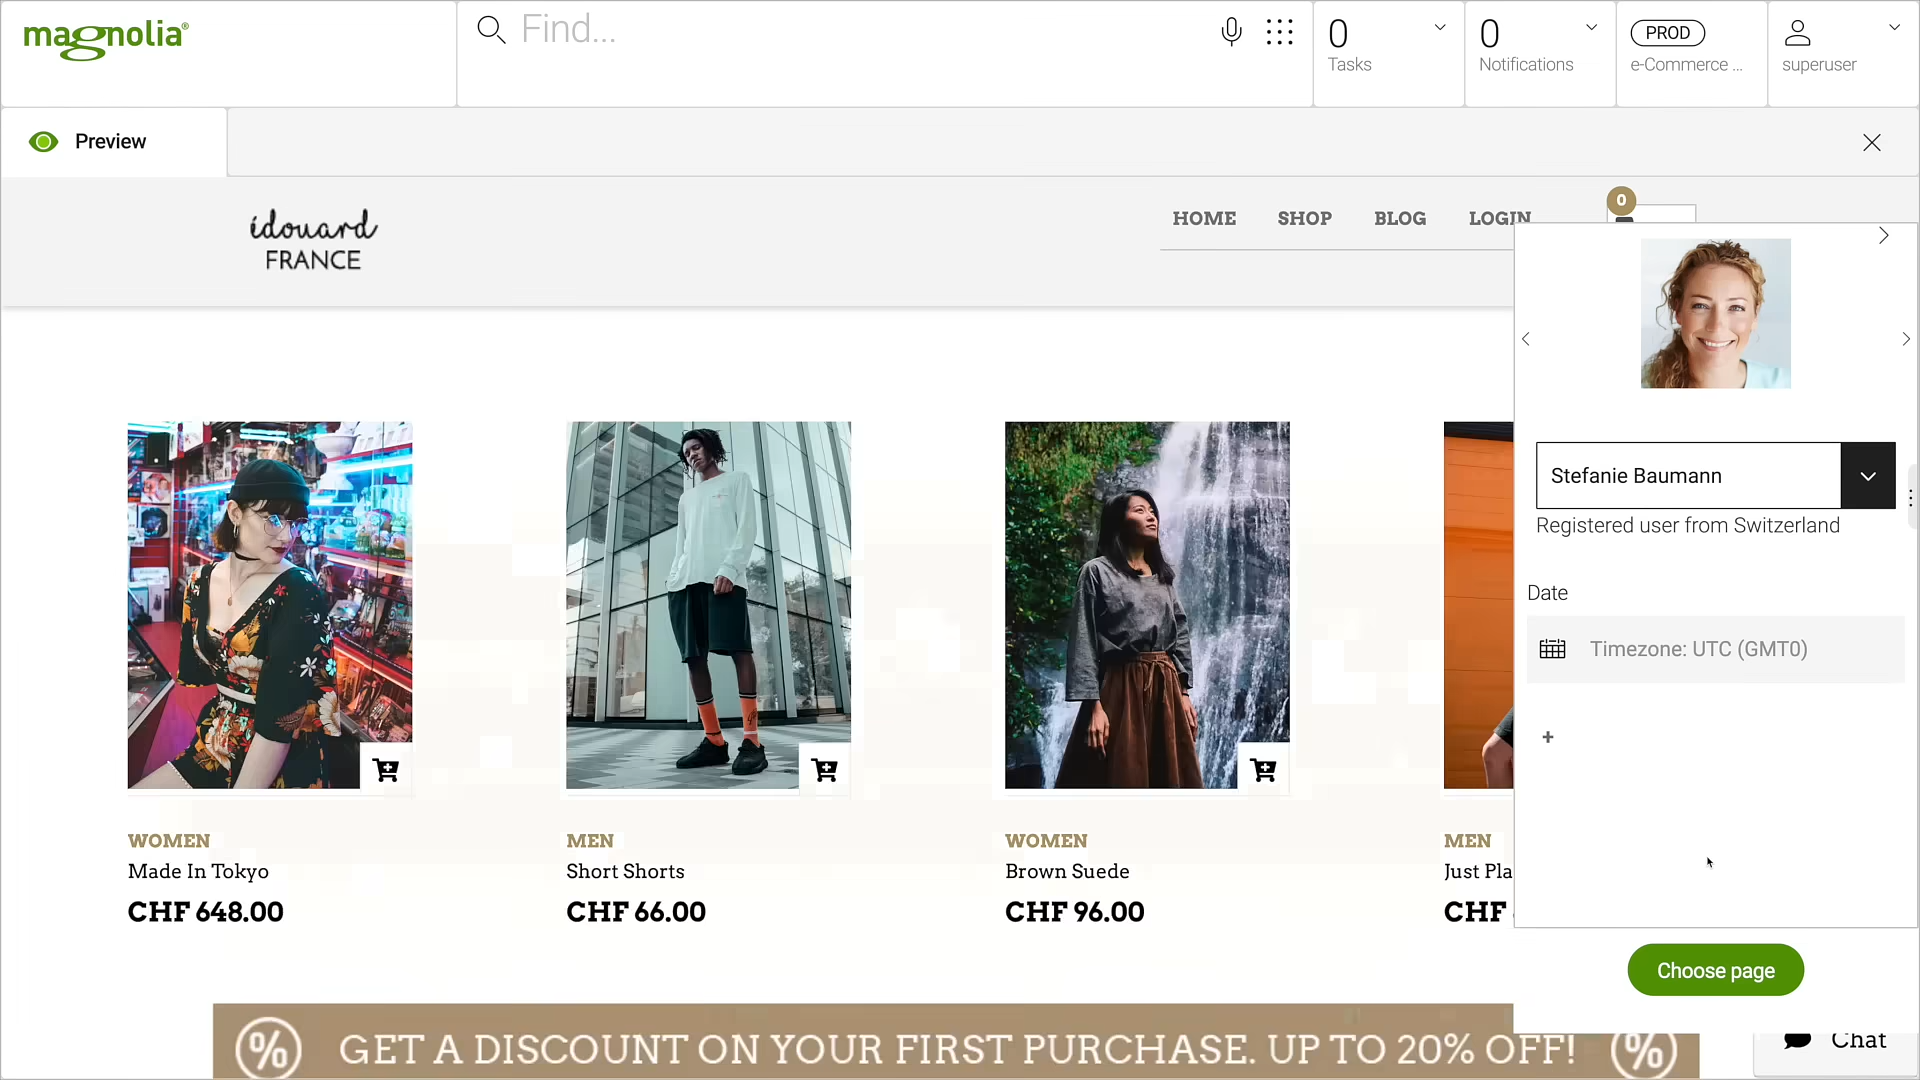 magnolia®
Find...
0
Tasks
0
Notifications
PROD
e-Commerce ...
superuser
Preview
idouard
FRANCE
HOME
SHOP
BLOG
LOGIN
0
Stefanie Baumann
Registered user from Switzerland
Date
Timezone: UTC (GMT0)
+
WOMEN
Made In Tokyo
CHF 648.00
MEN
Short Shorts
CHF 66.00
WOMEN
Brown Suede
CHF 96.00
MEN
Just Pla
CHF
Choose page
% GET A DISCOUNT ON YOUR FIRST PURCHASE. UP TO 20% OFF! %
Chat